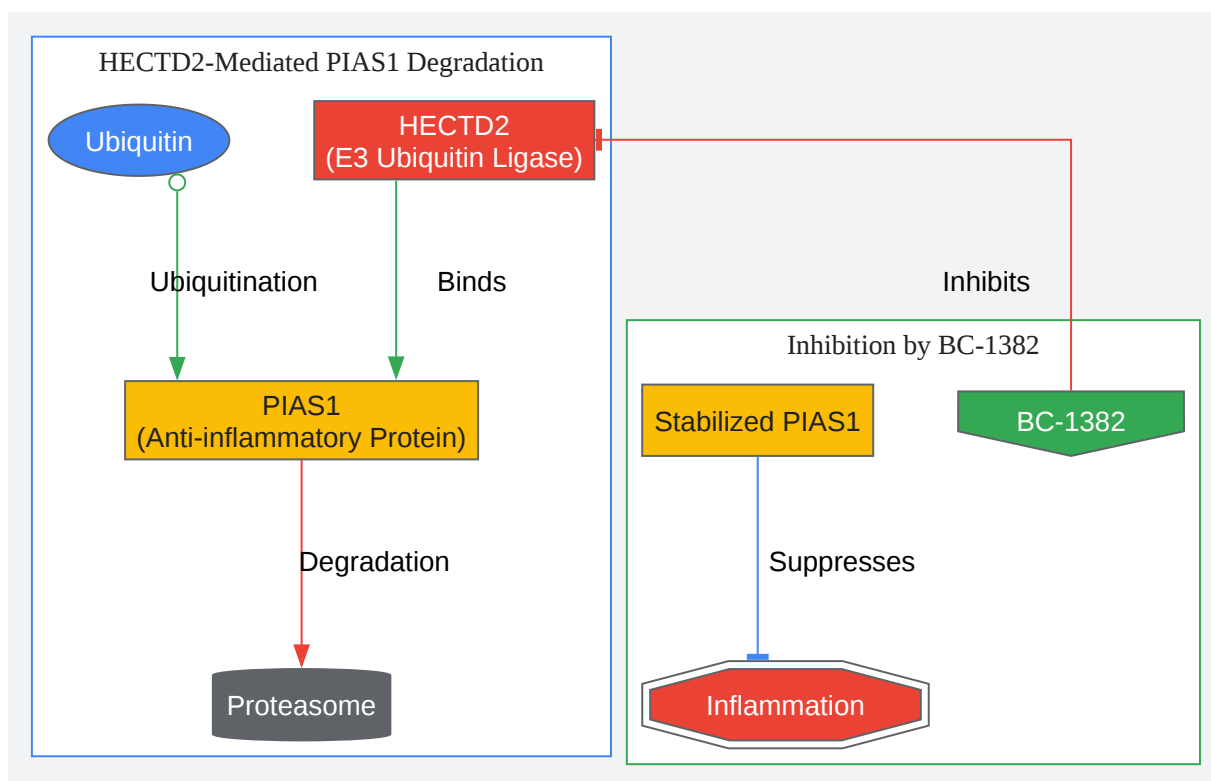 HECTD2-Mediated PIAS1 Degradation
Ubiquitin
HECTD2
(E3 Ubiquitin Ligase)
Ubiquitination
Binds
Inhibits
PIAS1
(Anti-inflammatory Protein)
Degradation
Proteasome
Inhibition by BC-1382
Stabilized PIAS1
BC-1382
Suppresses
Inflammation